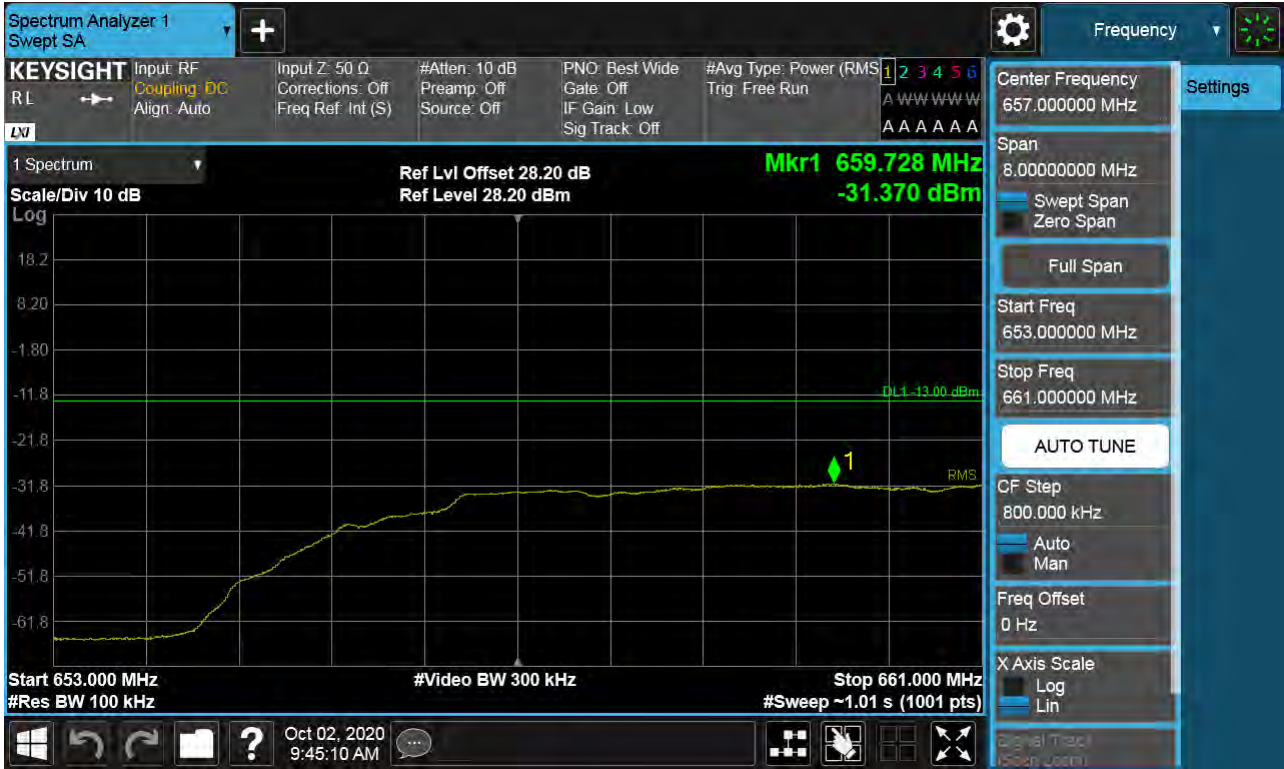 Spectrum Analyzer 1
Swept SA
Frequency
KEYSIGHT
R L
LXI
Input: RF
Coupling: DC
Align: Auto
Input Z: 50 Ω
Corrections: Off
Freq Ref: Int (S)
#Atten: 10 dB
Preamp: Off
Source: Off
PNO: Best Wide
Gate: Off
IF Gain: Low
Sig Track: Off
#Avg Type: Power (RMS
Trig: Free Run
1 2 3 4 5 6
A W W W W W
A A A A A A
1 Spectrum
Scale/Div 10 dB
Log
Ref Lvl Offset 28.20 dB
Ref Level 28.20 dBm
Mkr1 659.728 MHz
-31.370 dBm
18.2
8.20
-1.80
-11.8
-21.8
-31.8
-41.8
-51.8
-61.8
DL1 -13.00 dBm
1
RMS
Start 653.000 MHz
#Res BW 100 kHz
#Video BW 300 kHz
Stop 661.000 MHz
#Sweep ~1.01 s (1001 pts)
Center Frequency
657.000000 MHz
Settings
Span
8.00000000 MHz
Swept Span
Zero Span
Full Span
Start Freq
653.000000 MHz
Stop Freq
661.000000 MHz
AUTO TUNE
CF Step
800.000 kHz
Auto
Man
Freq Offset
0 Hz
X Axis Scale
Log
Lin
?
Oct 02, 2020
9:45:10 AM